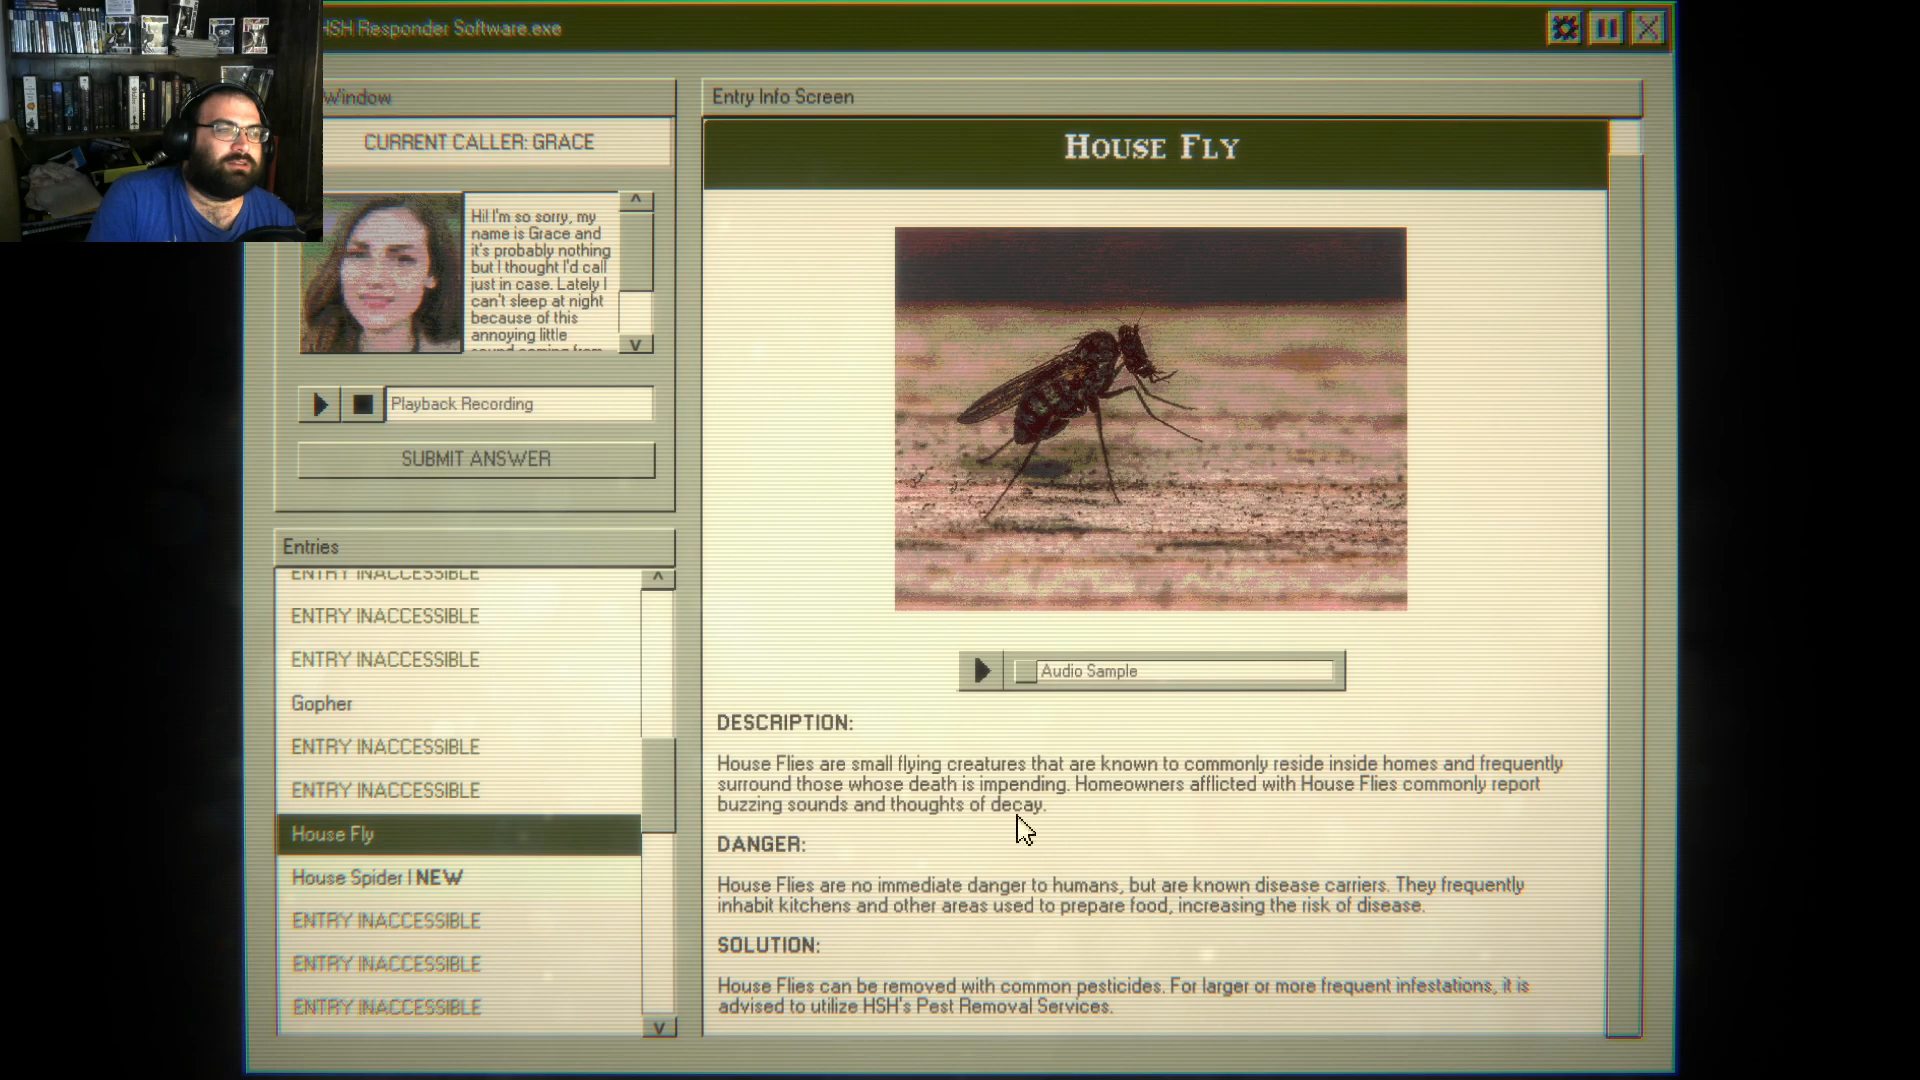 HSH Responder Software.exe
Window
CURRENT CALLER: GRACE
Hi! I'm so sorry, my
name is Grace and
it's probably nothing
but I thought I'd call
just in case. Lately I
can't sleep at night
because of this
annoying little
sound coming from
Playback Recording
SUBMIT ANSWER
Entries
ENTRY INACCESSIBLE
ENTRY INACCESSIBLE
ENTRY INACCESSIBLE
Gopher
ENTRY INACCESSIBLE
ENTRY INACCESSIBLE
House Fly
House Spider | NEW
ENTRY INACCESSIBLE
ENTRY INACCESSIBLE
ENTRY INACCESSIBLE
Entry Info Screen
HOUSE FLY
Audio Sample
DESCRIPTION:
House Flies are small flying creatures that are known to commonly reside inside homes and frequently
surround those whose death is impending. Homeowners afflicted with House Flies commonly report
buzzing sounds and thoughts of decay.
DANGER:
House Flies are no immediate danger to humans, but are known disease carriers. They frequently
inhabit kitchens and other areas used to prepare food, increasing the risk of disease.
SOLUTION:
House Flies can be removed with common pesticides. For larger or more frequent infestations, it is
advised to utilize HSH's Pest Removal Services.